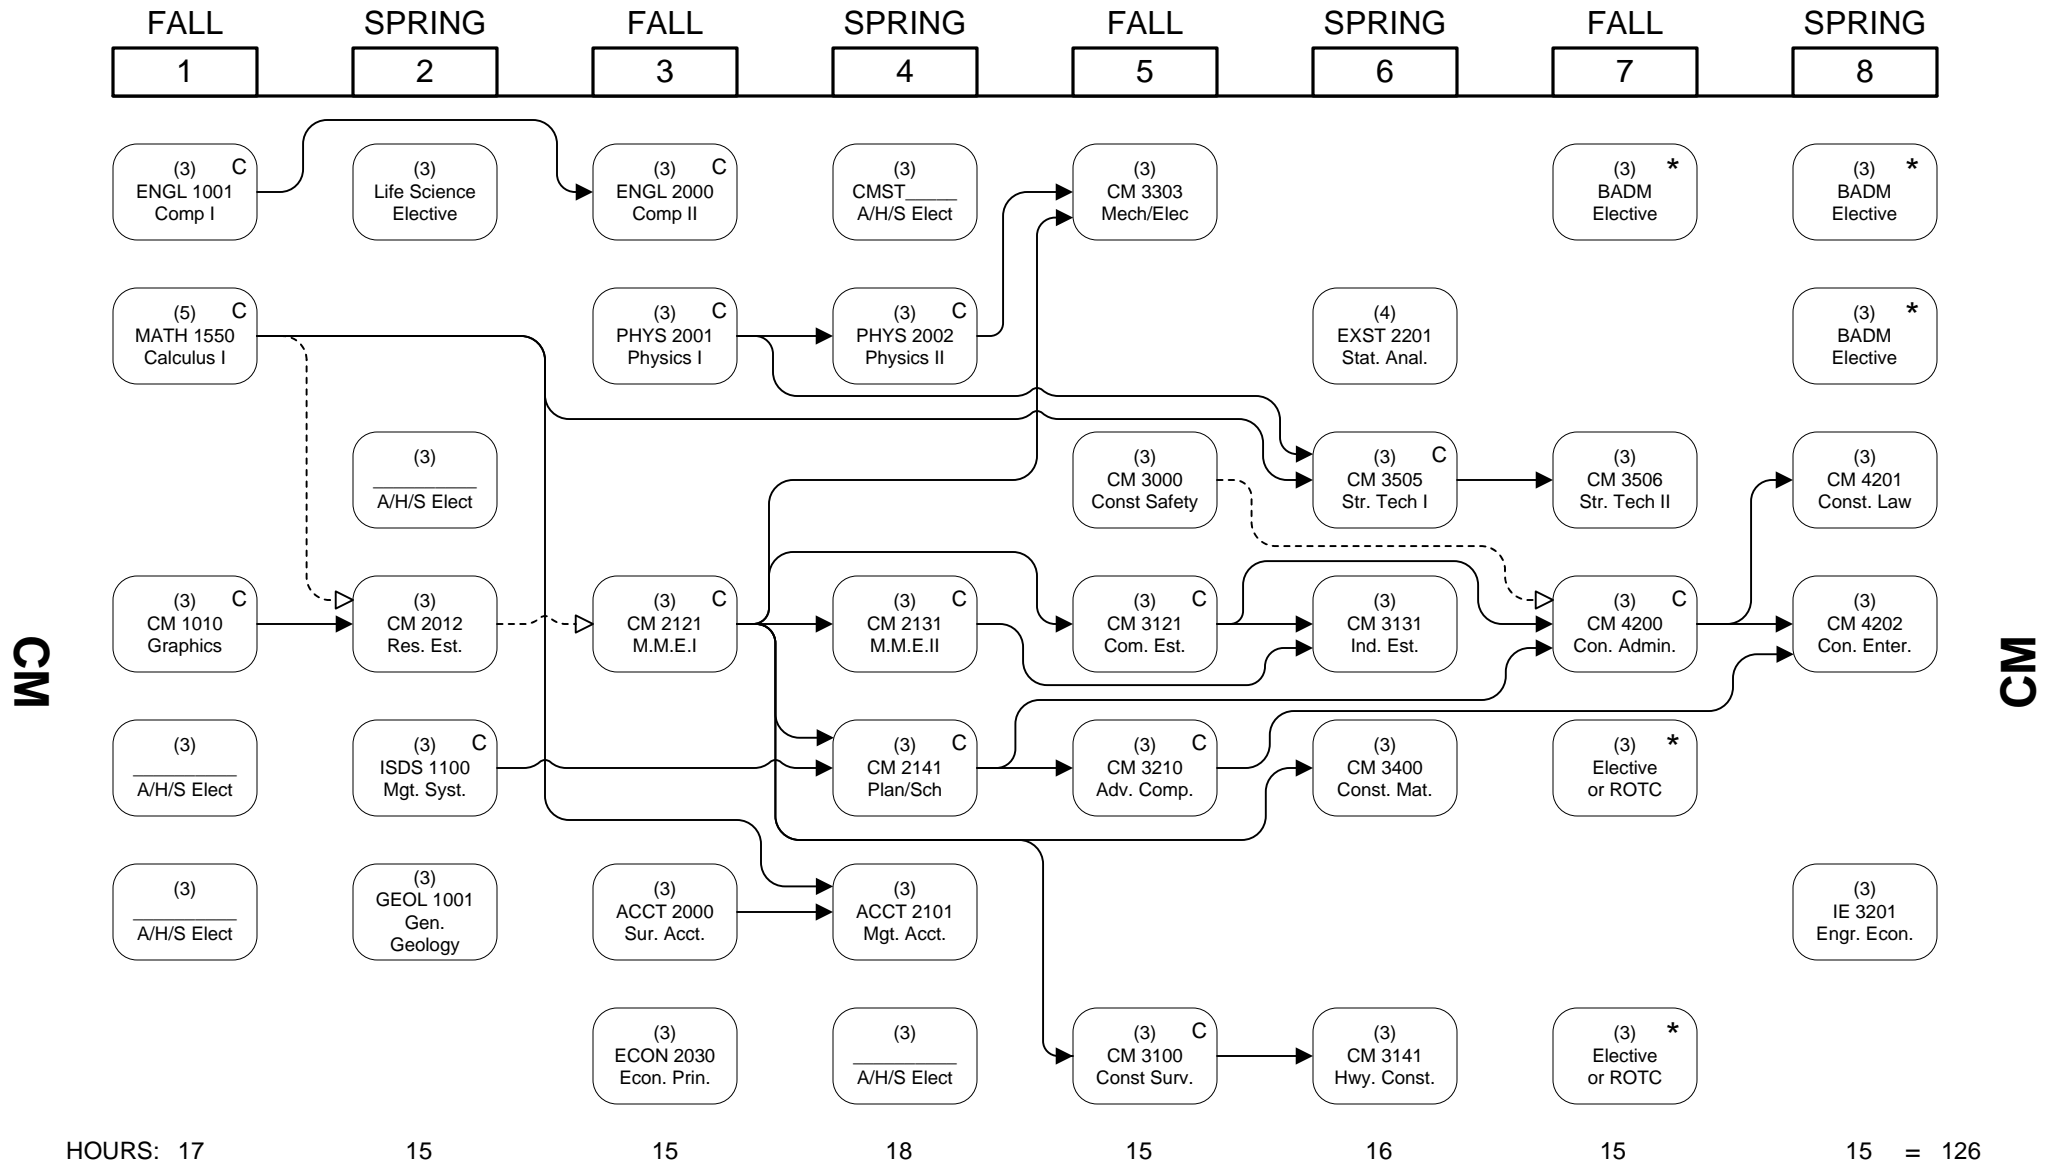 FALL SPRING FALL SPRING FALL SPRING FALL SPRING
1 2 3 4 5 6 7 8
(3) C
ENGL 1001
Comp I
(3)
Life Science
Elective
(3) C
ENGL 2000
Comp II
(3)
CMST_____
A/H/S Elect
(3)
CM 3303
Mech/Elec
(3) *
BADM
Elective
(3) *
BADM
Elective
(5) C
MATH 1550
Calculus I
(3) C
PHYS 2001
Physics I
(3) C
PHYS 2002
Physics II
(4)
EXST 2201
Stat. Anal.
(3) *
BADM
Elective
(3)
__________
A/H/S Elect
(3)
CM 3000
Const Safety
(3) C
CM 3505
Str. Tech I
(3)
CM 3506
Str. Tech II
(3)
CM 4201
Const. Law
(3) C
CM 1010
Graphics
(3)
CM 2012
Res. Est.
(3) C
CM 2121
M.M.E.I
(3) C
CM 2131
M.M.E.II
(3) C
CM 3121
Com. Est.
(3)
CM 3131
Ind. Est.
(3) C
CM 4200
Con. Admin.
(3)
CM 4202
Con. Enter.
CM
CM
(3)
__________
A/H/S Elect
(3) C
ISDS 1100
Mgt. Syst.
(3) C
CM 2141
Plan/Sch
(3) C
CM 3210
Adv. Comp.
(3)
CM 3400
Const. Mat.
(3) *
Elective
or ROTC
(3)
__________
A/H/S Elect
(3)
GEOL 1001
Gen.
Geology
(3)
ACCT 2000
Sur. Acct.
(3)
ACCT 2101
Mgt. Acct.
(3)
IE 3201
Engr. Econ.
(3)
ECON 2030
Econ. Prin.
(3)
__________
A/H/S Elect
(3) C
CM 3100
Const Surv.
(3)
CM 3141
Hwy. Const.
(3) *
Elective
or ROTC
HOURS: 17 15 15 18 15 16 15 15 = 126